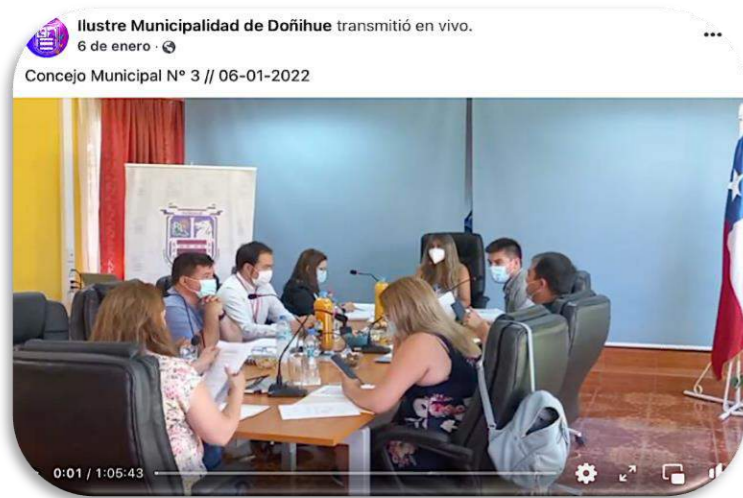 Ilustre Municipalidad de Doñihue transmitió en vivo.
6 de enero ·
Concejo Municipal N° 3 // 06-01-2022
0:01 / 1:05:43